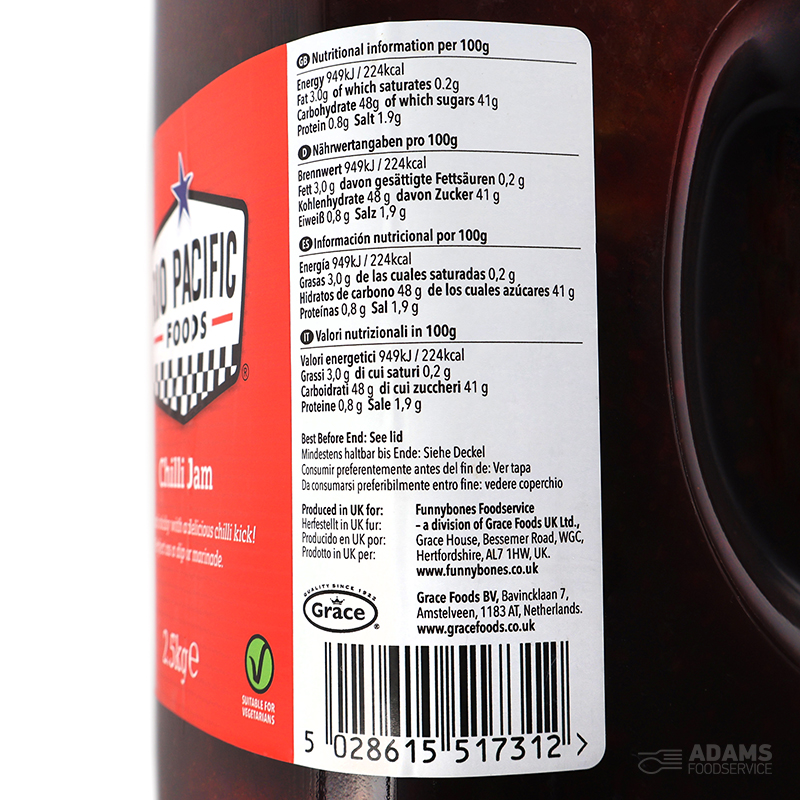 PACIFIC
FOODS
®
Chilli Jam
with a delicious chilli kick!
as a dip or marinade.
2.5kg e
V
SUITABLE FOR
VEGETARIANS
GB Nutritional information per 100g
Energy 949kJ / 224kcal
Fat 3.0g of which saturates 0.2g
Carbohydrate 48g of which sugars 41g
Protein 0.8g Salt 1.9g
D Nährwertangaben pro 100g
Brennwert 949kJ / 224kcal
Fett 3,0 g davon gesättigte Fettsäuren 0,2 g
Kohlenhydrate 48 g davon Zucker 41 g
Eiweiß 0,8 g Salz 1,9 g
ES Información nutricional por 100g
Energía 949kJ / 224kcal
Grasas 3,0 g de las cuales saturadas 0,2 g
Hidratos de carbono 48 g de los cuales azúcares 41 g
Proteínas 0,8 g Sal 1,9 g
IT Valori nutrizionali in 100g
Valori energetici 949kJ / 224kcal
Grassi 3,0 g di cui saturi 0,2 g
Carboidrati 48 g di cui zuccheri 41 g
Proteine 0,8 g Sale 1,9 g
Best Before End: See lid
Mindestens haltbar bis Ende: Siehe Deckel
Consumir preferentemente antes del fin de: Ver tapa
Da consumarsi preferibilmente entro fine: vedere coperchio
Produced in UK for:
Herfestellt in UK fur:
Producido en UK por:
Prodotto in UK per:
Funnybones Foodservice
– a division of Grace Foods UK Ltd.,
Grace House, Bessemer Road, WGC,
Hertfordshire, AL7 1HW, UK.
www.funnybones.co.uk
QUALITY SINCE 1922
Grace
®
Grace Foods BV, Bavincklaan 7,
Amstelveen, 1183 AT, Netherlands.
www.gracefoods.co.uk
5 028615 517312 >
ADAMS
FOODSERVICE